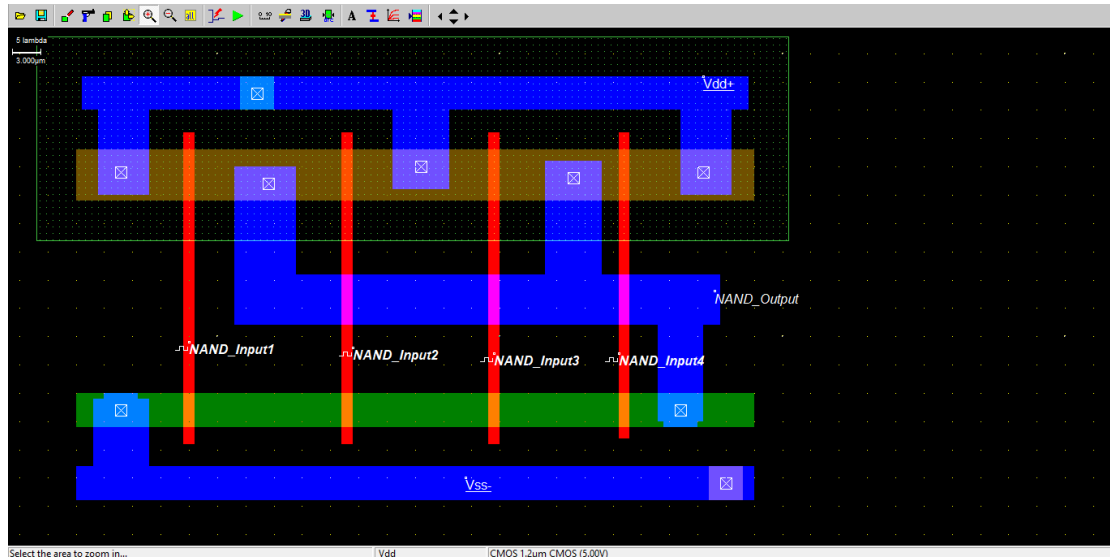 5 lambda
3.000µm
Vdd+
NAND_Output
NAND_Input1
NAND_Input2
NAND_Input3
NAND_Input4
Vss-
Select the area to zoom in...
Vdd
CMOS 1.2um CMOS (5.00V)